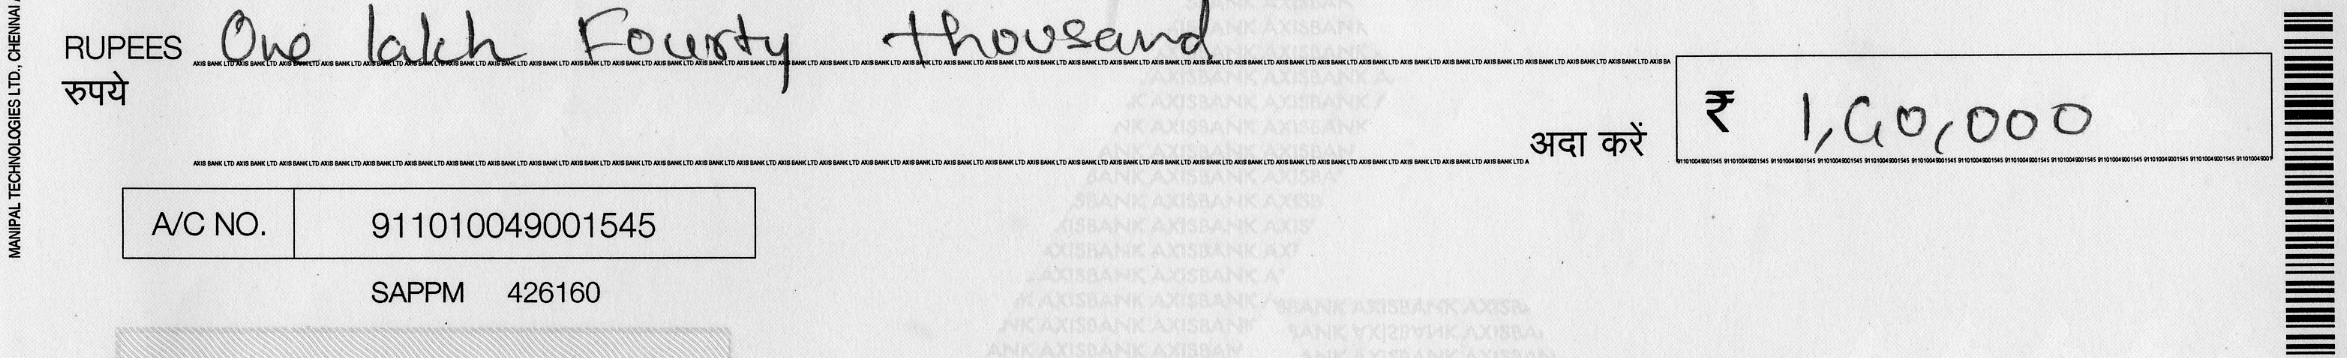 MANIPAL TECHNOLOGIES LTD., CHENNAI
RUPEES One lakh Fourty thousand
रुपये
अदा करें ₹ 1,40,000
A/C NO. 911010049001545
SAPPM 426160